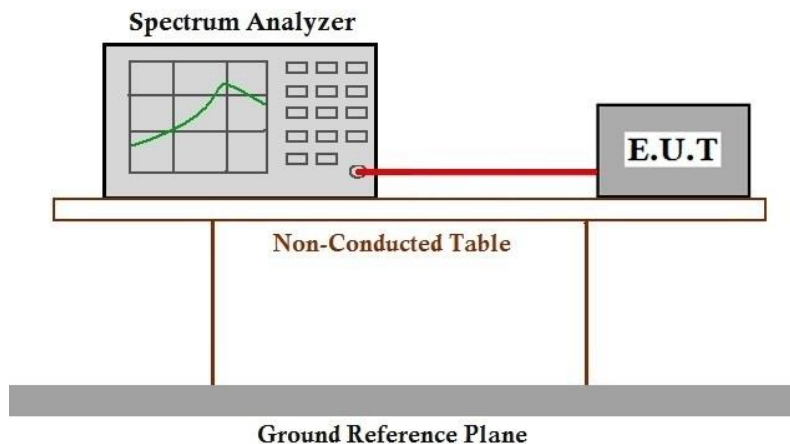 Spectrum Analyzer
E.U.T
Non-Conducted Table
Ground Reference Plane